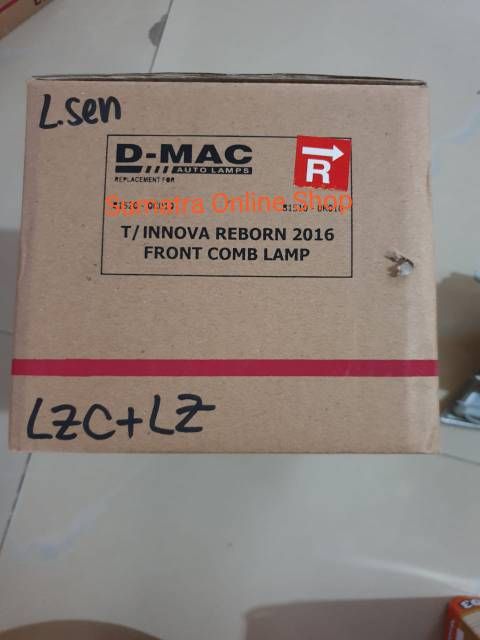 L.sen
D-MAC
AUTO LAMPS
REPLACEMENT FOR
R
Sumatra Online Shop
T/INNOVA REBORN 2016
FRONT COMB LAMP
LZC+LZ